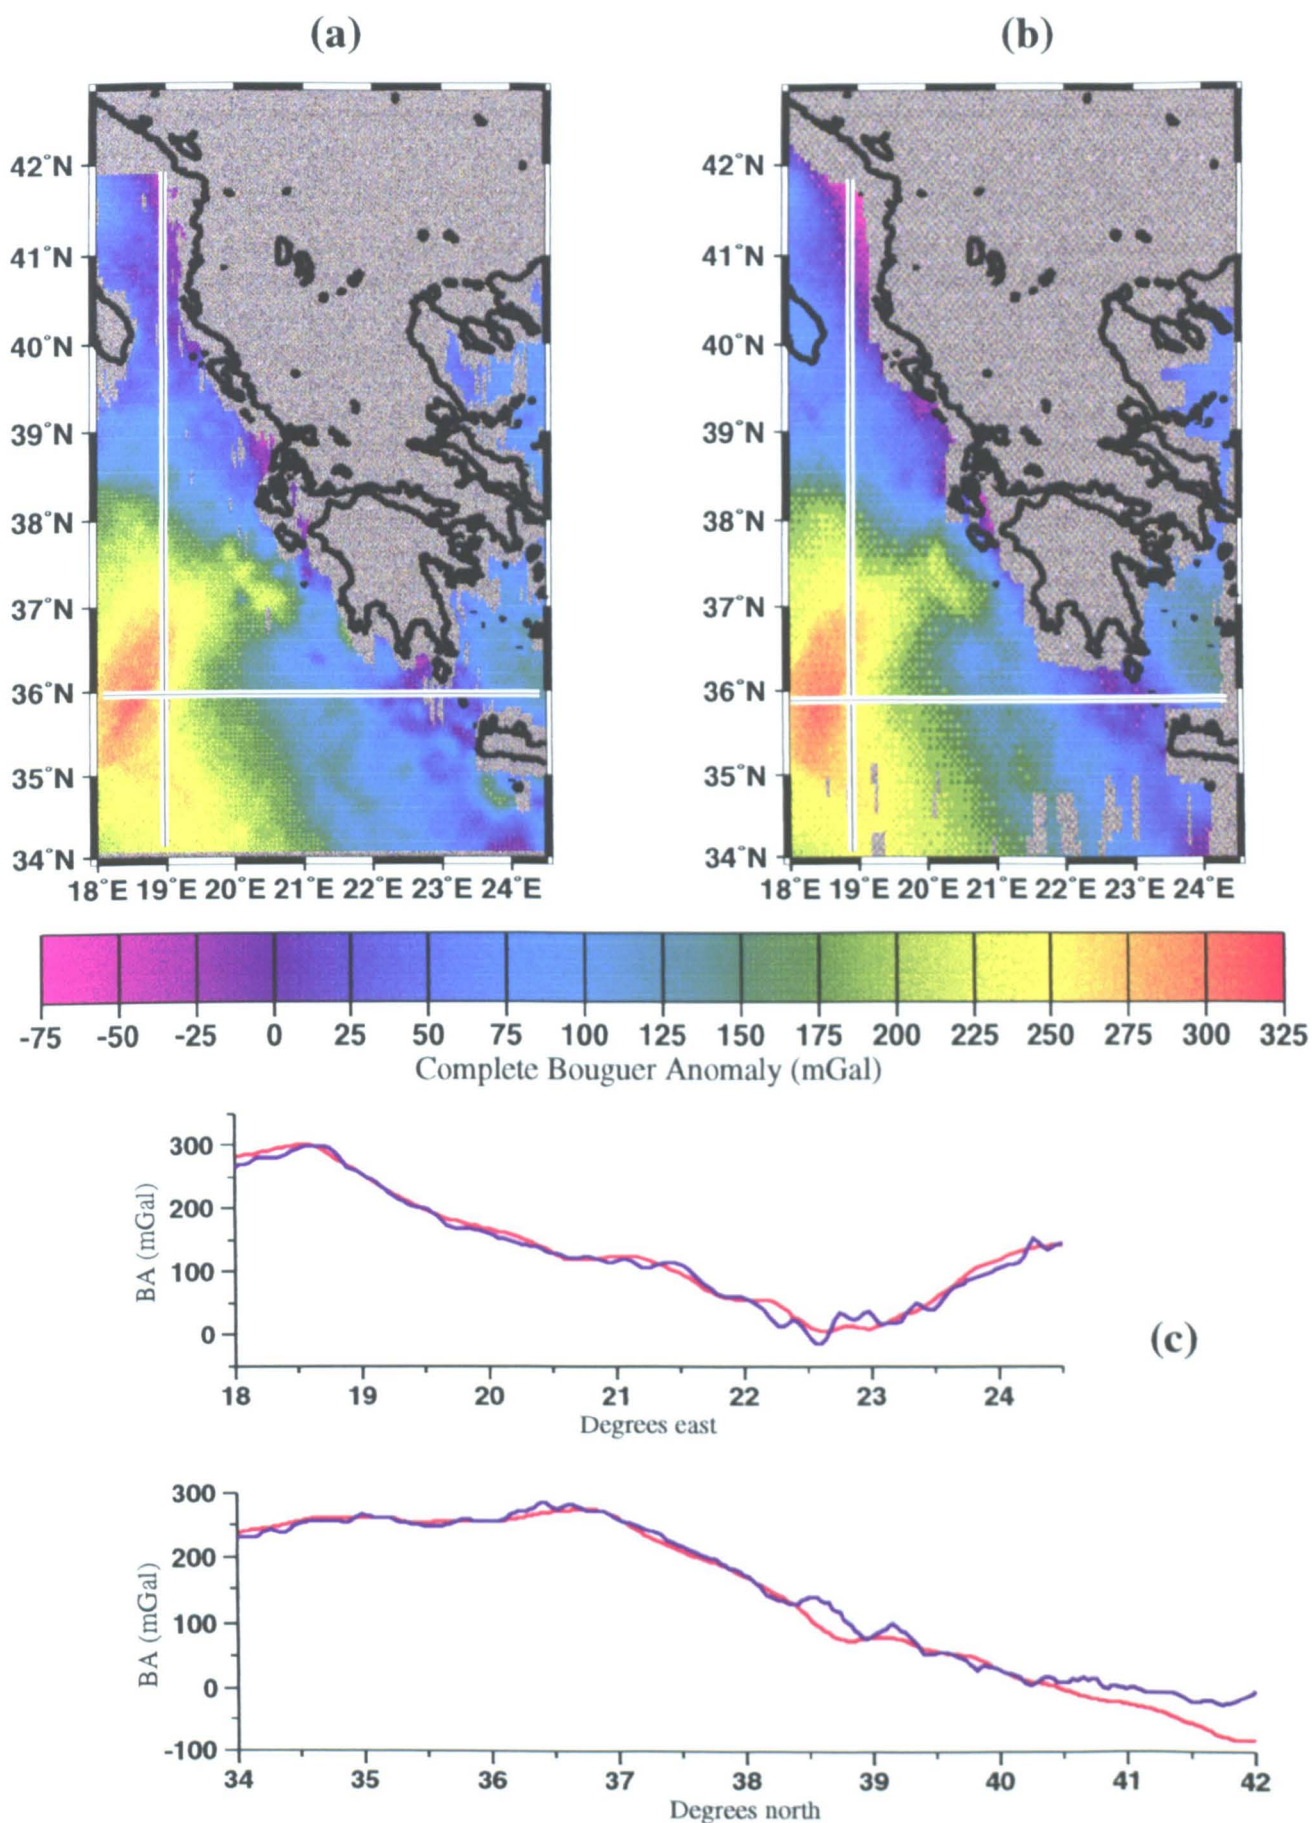 (a) (b)
42°N 42°N
41°N 41°N
40°N 40°N
39°N 39°N
38°N 38°N
37°N 37°N
36°N 36°N
35°N 35°N
34°N 34°N
18°E 19°E 20°E 21°E 22°E 23°E 24°E 18°E 19°E 20°E 21°E 22°E 23°E 24°E
-75 -50 -25 0 25 50 75 100 125 150 175 200 225 250 275 300 325
Complete Bouguer Anomaly (mGal)
300
200
100
0
BA (mGal)
(c)
18 19 20 21 22 23 24
Degrees east
300
200
100
0
-100
BA (mGal)
34 35 36 37 38 39 40 41 42
Degrees north